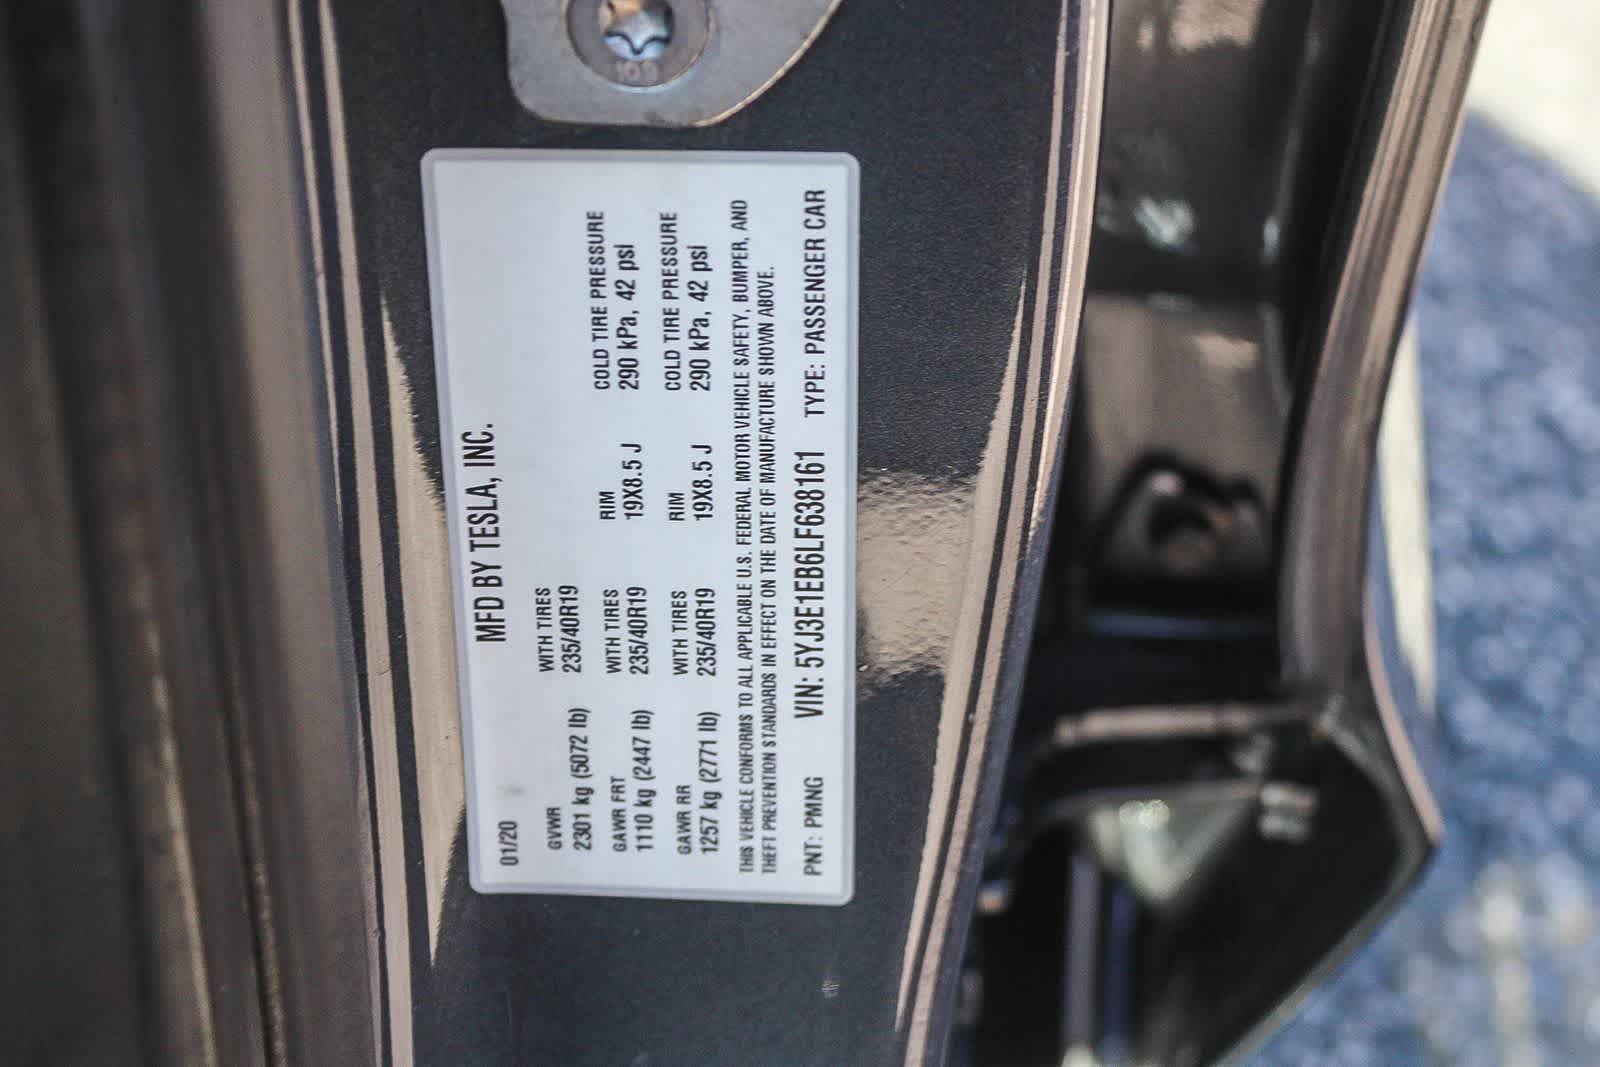 10.9
01/20 MFD BY TESLA, INC.
GVWR WITH TIRES
2301 kg (5072 lb) 235/40R19
GAWR FRT WITH TIRES RIM COLD TIRE PRESSURE
1110 kg (2447 lb) 235/40R19 19X8.5 J 290 kPa, 42 psi
GAWR RR WITH TIRES RIM COLD TIRE PRESSURE
1257 kg (2771 lb) 235/40R19 19X8.5 J 290 kPa, 42 psi
THIS VEHICLE CONFORMS TO ALL APPLICABLE U.S. FEDERAL MOTOR VEHICLE SAFETY, BUMPER, AND
THEFT PREVENTION STANDARDS IN EFFECT ON THE DATE OF MANUFACTURE SHOWN ABOVE.
PNT: PMNG VIN: 5YJ3E1EB6LF638161 TYPE: PASSENGER CAR